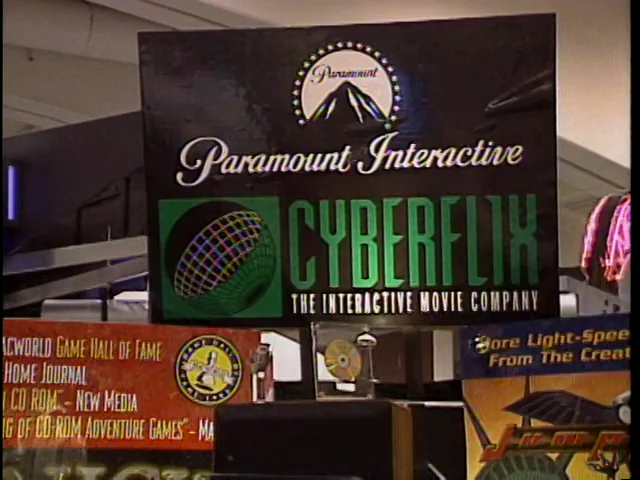 Paramount
Paramount Interactive
CYBERFLIX
THE INTERACTIVE MOVIE COMPANY
ACWORLD GAME HALL OF FAME
HOME JOURNAL
CD ROM" - NEW MEDIA
G OF CD-ROM ADVENTURE GAMES" - MA
ore Light-Spee
From The Creat
Jump